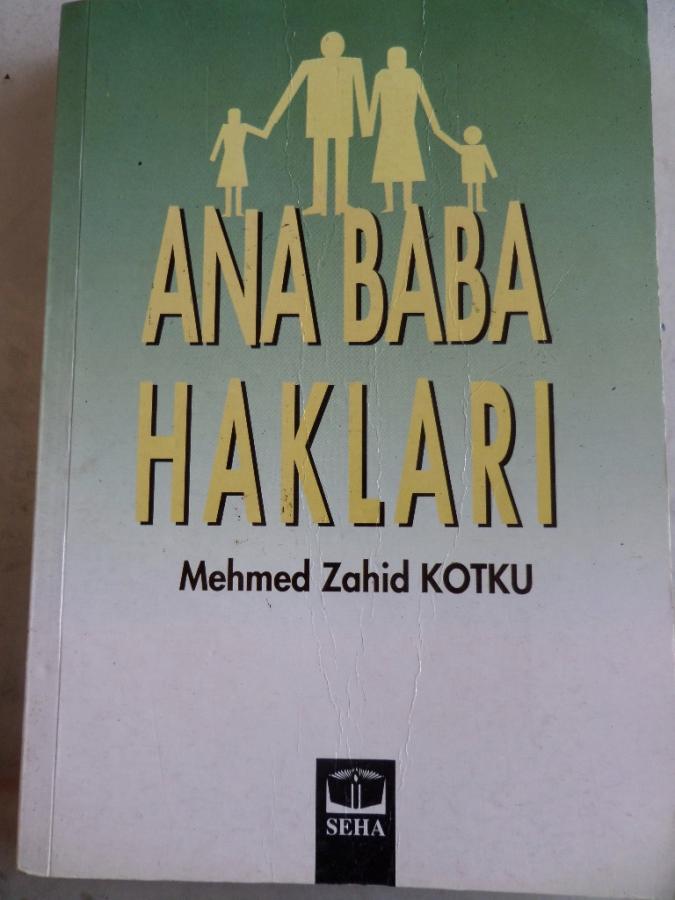 ANA BABA
HAKLARI
Mehmed Zahid KOTKU
SEHA